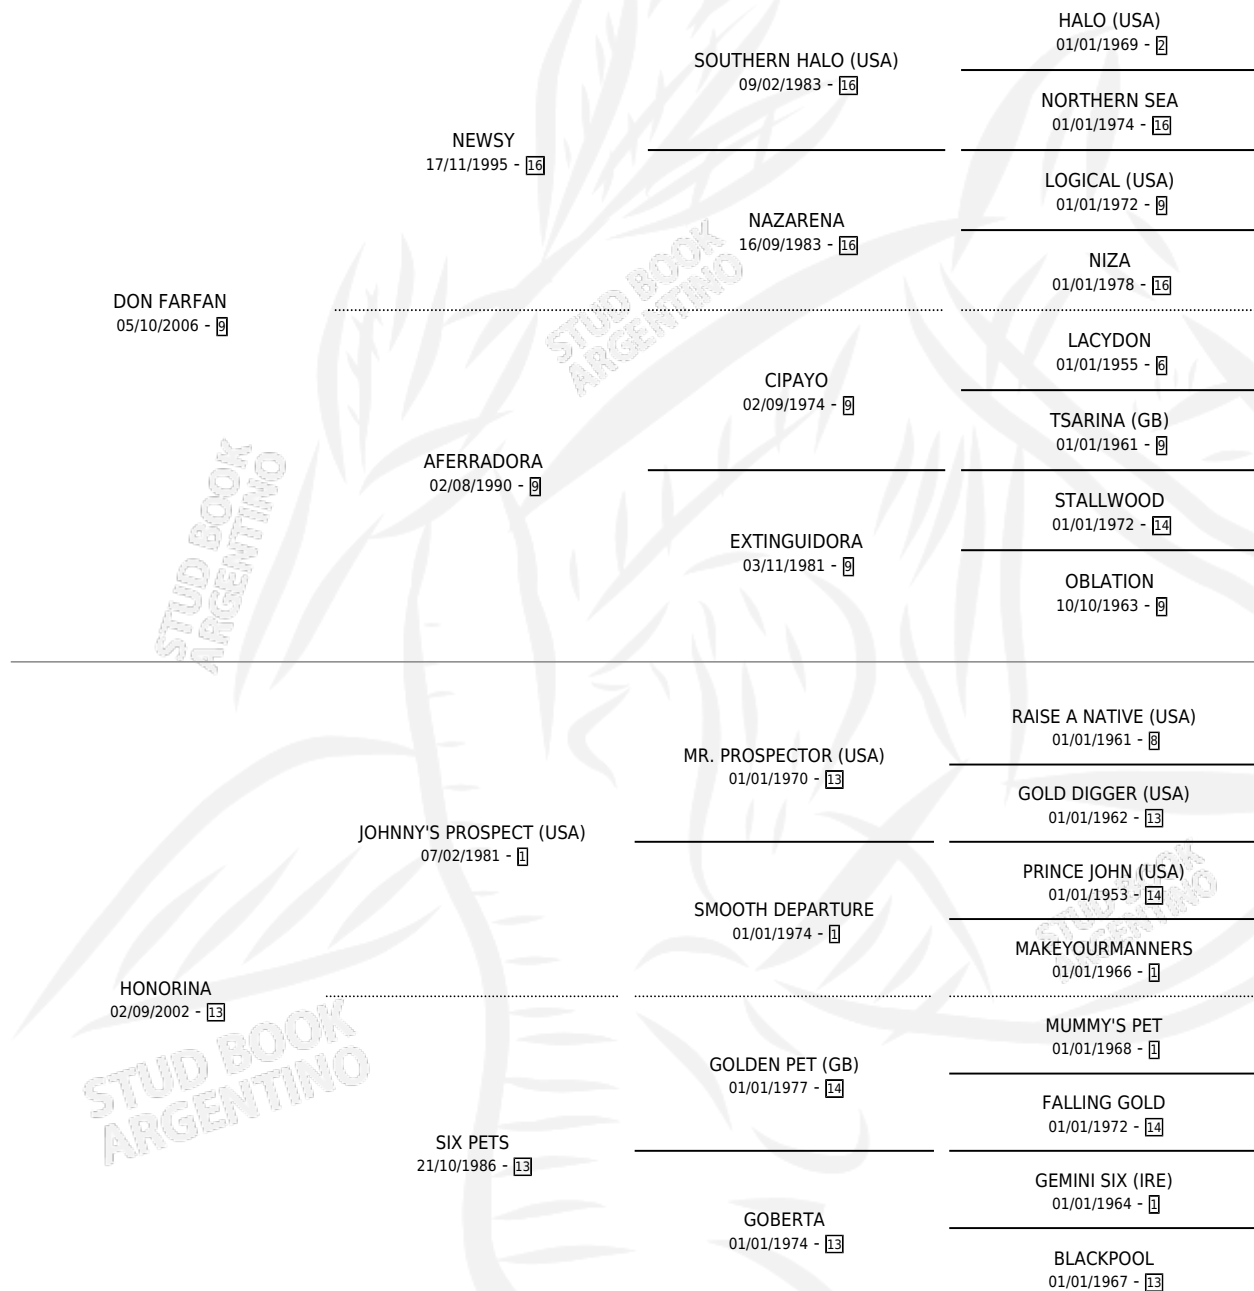 HALO (USA)
01/01/1969 - 2
SOUTHERN HALO (USA)
09/02/1983 - 16
NORTHERN SEA
01/01/1974 - 16
NEWSY
17/11/1995 - 16
LOGICAL (USA)
01/01/1972 - 9
NAZARENA
16/09/1983 - 16
NIZA
01/01/1978 - 16
DON FARFAN
05/10/2006 - 9
STUD BOOK
ARGENTINO
LACYDON
01/01/1955 - 6
CIPAYO
02/09/1974 - 9
TSARINA (GB)
01/01/1961 - 9
AFERRADORA
02/08/1990 - 9
STALLWOOD
01/01/1972 - 14
EXTINGUIDORA
03/11/1981 - 9
OBLATION
10/10/1963 - 9
STUD BOOK
ARGENTINO
RAISE A NATIVE (USA)
01/01/1961 - 8
MR. PROSPECTOR (USA)
01/01/1970 - 13
GOLD DIGGER (USA)
01/01/1962 - 13
JOHNNY'S PROSPECT (USA)
07/02/1981 - 1
PRINCE JOHN (USA)
01/01/1953 - 14
SMOOTH DEPARTURE
01/01/1974 - 1
MAKEYOURMANNERS
01/01/1966 - 1
STUD BOOK
ARGENTINO
HONORINA
02/09/2002 - 13
MUMMY'S PET
01/01/1968 - 1
GOLDEN PET (GB)
01/01/1977 - 14
FALLING GOLD
01/01/1972 - 14
STUD BOOK
ARGENTINO
SIX PETS
21/10/1986 - 13
GEMINI SIX (IRE)
01/01/1964 - 1
GOBERTA
01/01/1974 - 13
BLACKPOOL
01/01/1967 - 13